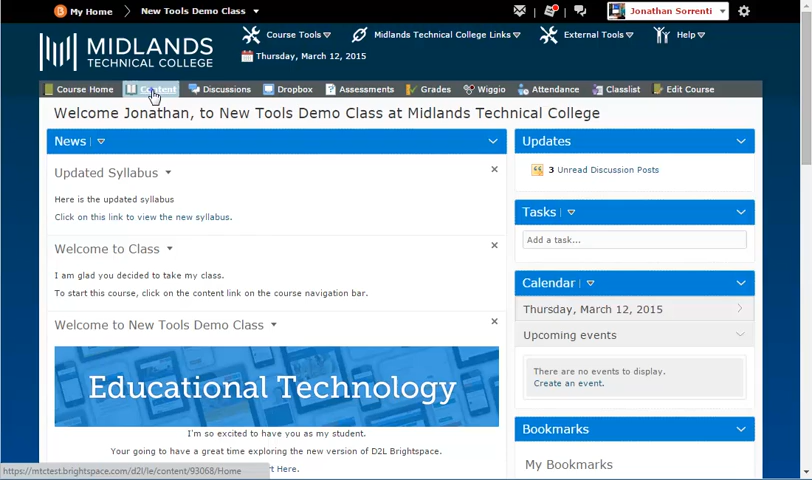 My Home
New Tools Demo Class
Jonathan Sorrenti
MIDLANDS
TECHNICAL COLLEGE
Course Tools
Midlands Technical College Links
External Tools
Help
Thursday, March 12, 2015
Course Home
Content
Discussions
Dropbox
Assessments
Grades
Wiggio
Attendance
Classlist
Edit Course
Welcome Jonathan, to New Tools Demo Class at Midlands Technical College
News
Updated Syllabus
Here is the updated syllabus
Click on this link to view the new syllabus.
Welcome to Class
I am glad you decided to take my class.
To start this course, click on the content link on the course navigation bar.
Welcome to New Tools Demo Class
Educational Technology
I'm so excited to have you as my student.
Your going to have a great time exploring the new version of D2L Brightspace.
rt Here.
https://mtctest.brightspace.com/d2l/le/content/93068/Home
Updates
3 Unread Discussion Posts
Tasks
Add a task...
Calendar
Thursday, March 12, 2015
Upcoming events
There are no events to display.
Create an event.
Bookmarks
My Bookmarks